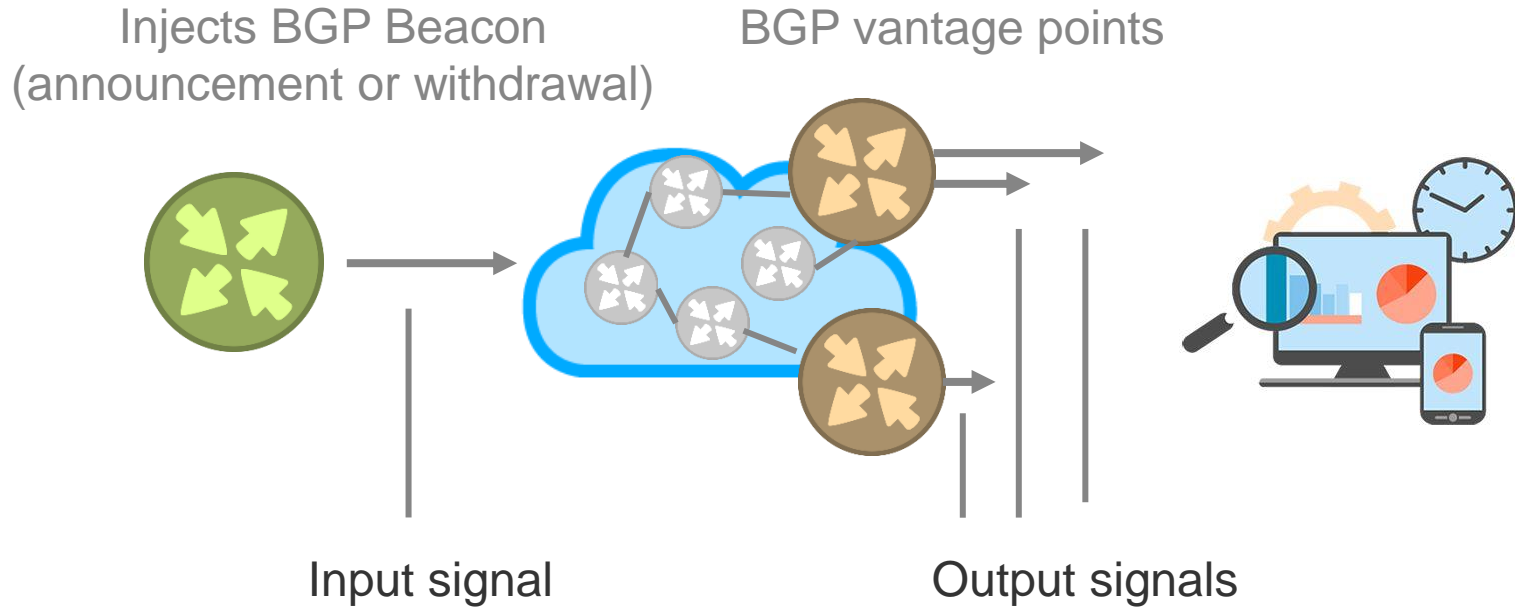 Injects BGP Beacon
(announcement or withdrawal)
BGP vantage points
Input signal
Output signals